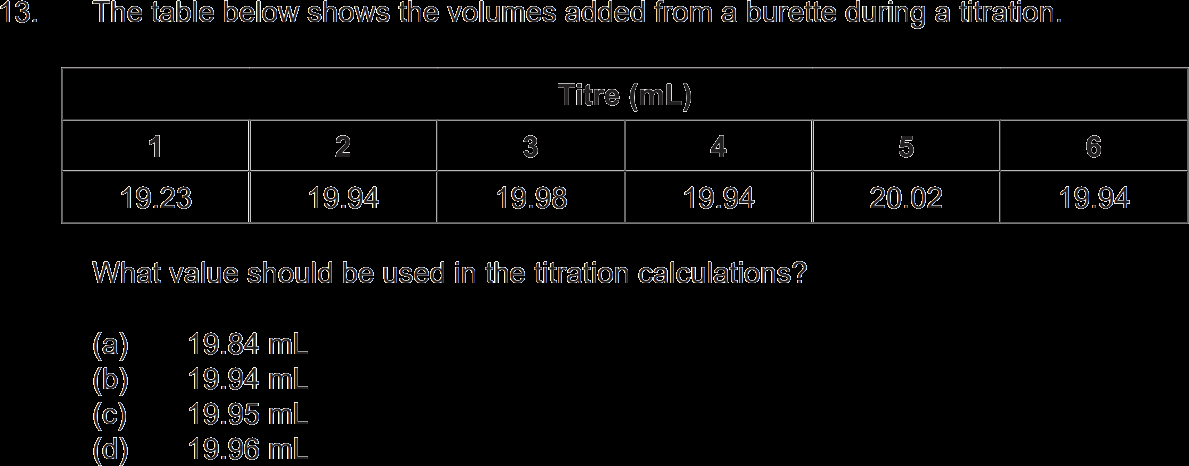 13. The table below shows the volumes added from a burette during a titration.
Titre (mL)
1 2 3 4 5 6
19.23 19.94 19.98 19.94 20.02 19.94
What value should be used in the titration calculations?
(a) 19.84 mL
(b) 19.94 mL
(c) 19.95 mL
(d) 19.96 mL